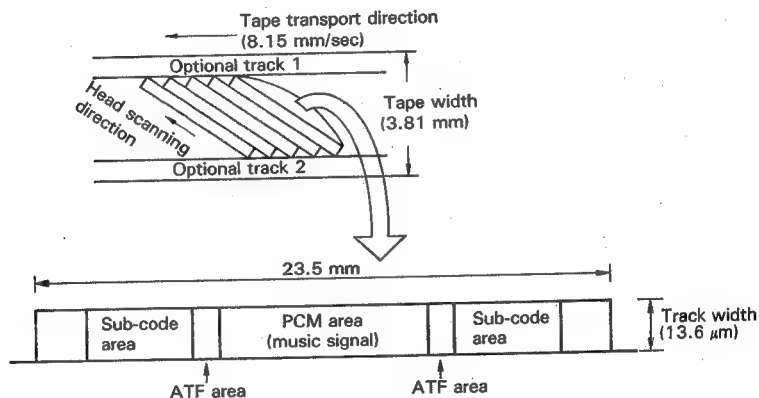 Tape transport direction
(8.15 mm/sec)
Optional track 1
Head scanning
direction
Tape width
(3.81 mm)
Optional track 2
23.5 mm
Sub-code
area
PCM area
(music signal)
Sub-code
area
Track width
(13.6 μm)
ATF area
ATF area